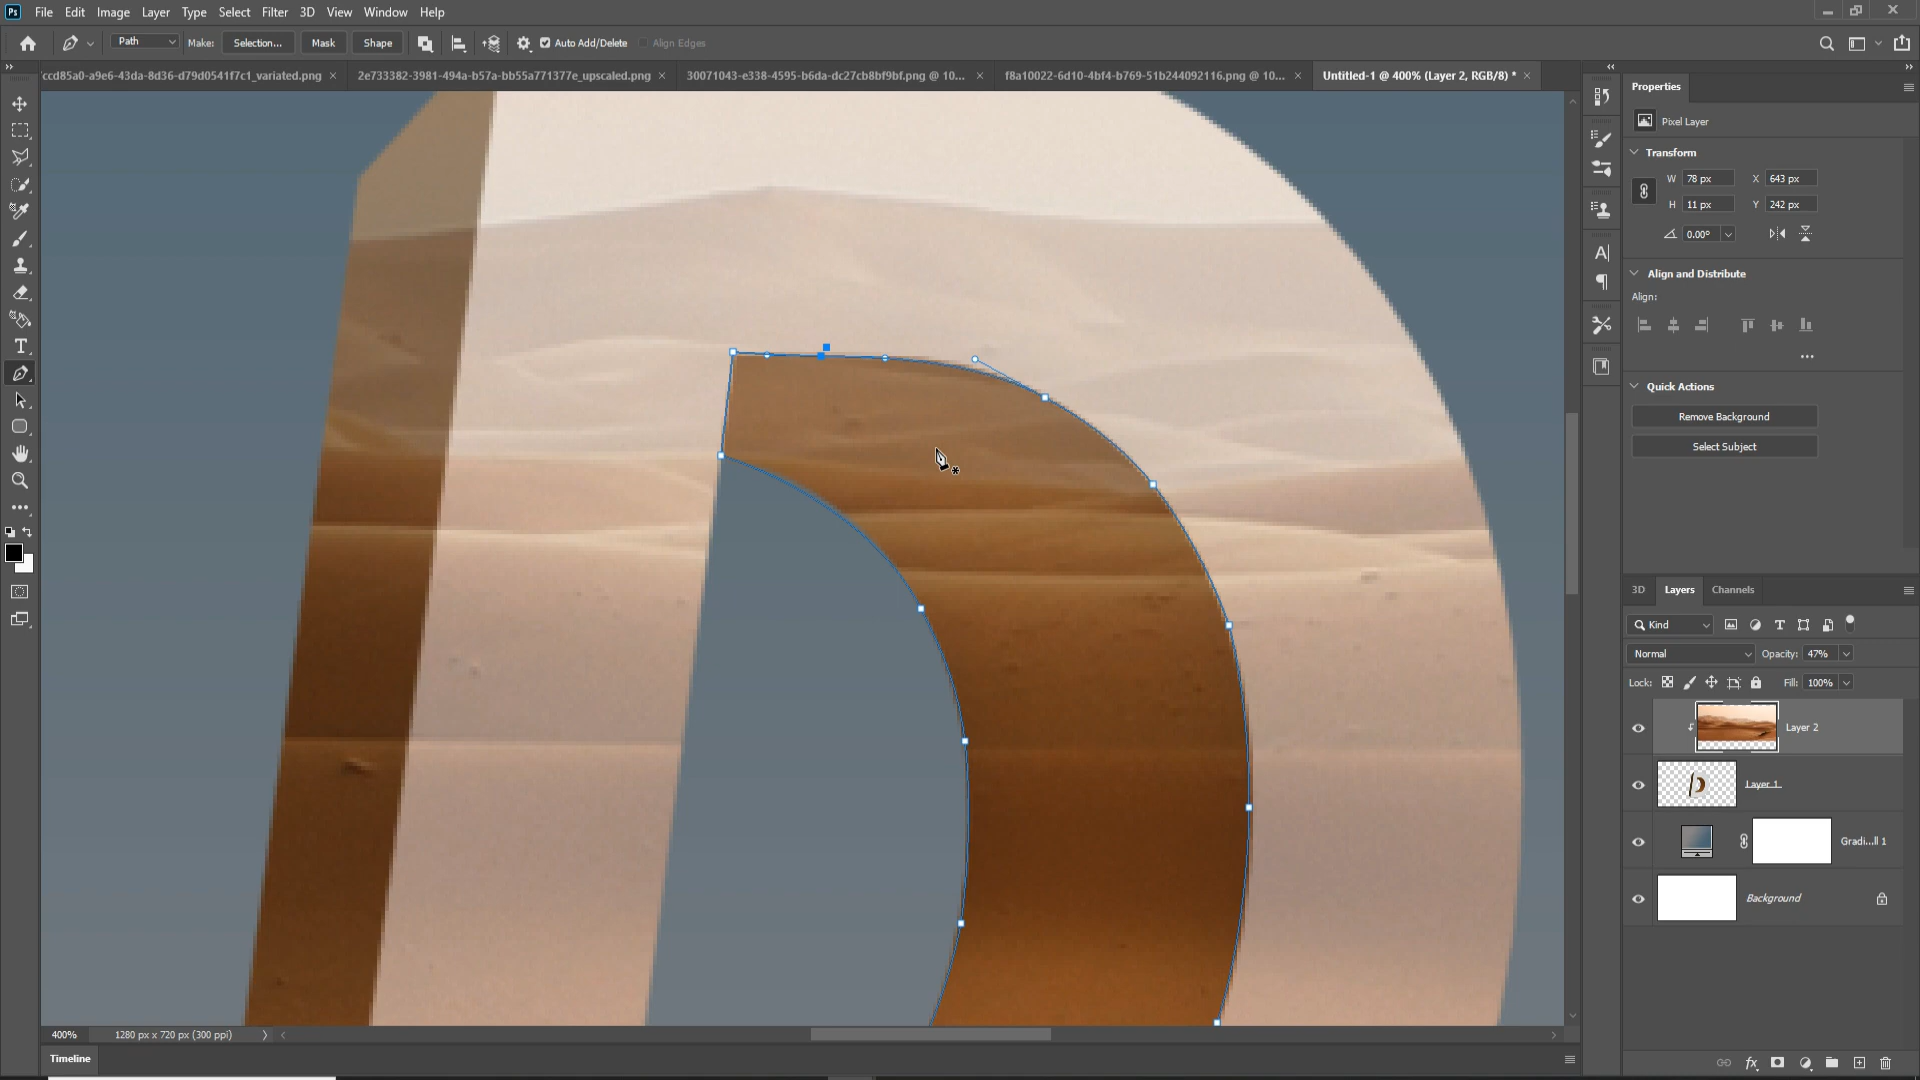 Ps File Edit Image Layer Type Select Filter 3D View Window Help
Path Make: Selection... Mask Shape Auto Add/Delete Align Edges
ccd85a0-a9e6-43da-8d36-d79d0541f7c1_variated.png × 2e733382-3981-494a-b57a-bb55a771377e_upscaled.png × 30071043-e338-4595-b6da-dc27cb8bf9bf.png @ 10... × f8a10022-6d10-4bf4-b769-51b244092116.png @ 10... × Untitled-1 @ 400% (Layer 2, RGB/8) * ×
Properties
Pixel Layer
Transform
W 78 px X 643 px
H 11 px Y 242 px
0.00°
Align and Distribute
Align:
Quick Actions
Remove Background
Select Subject
3D Layers Channels
Kind
Normal Opacity: 47%
Lock: Fill: 100%
Layer 2
Layer 1
Gradi...ll 1
Background
400% 1280 px x 720 px (300 ppi)
Timeline